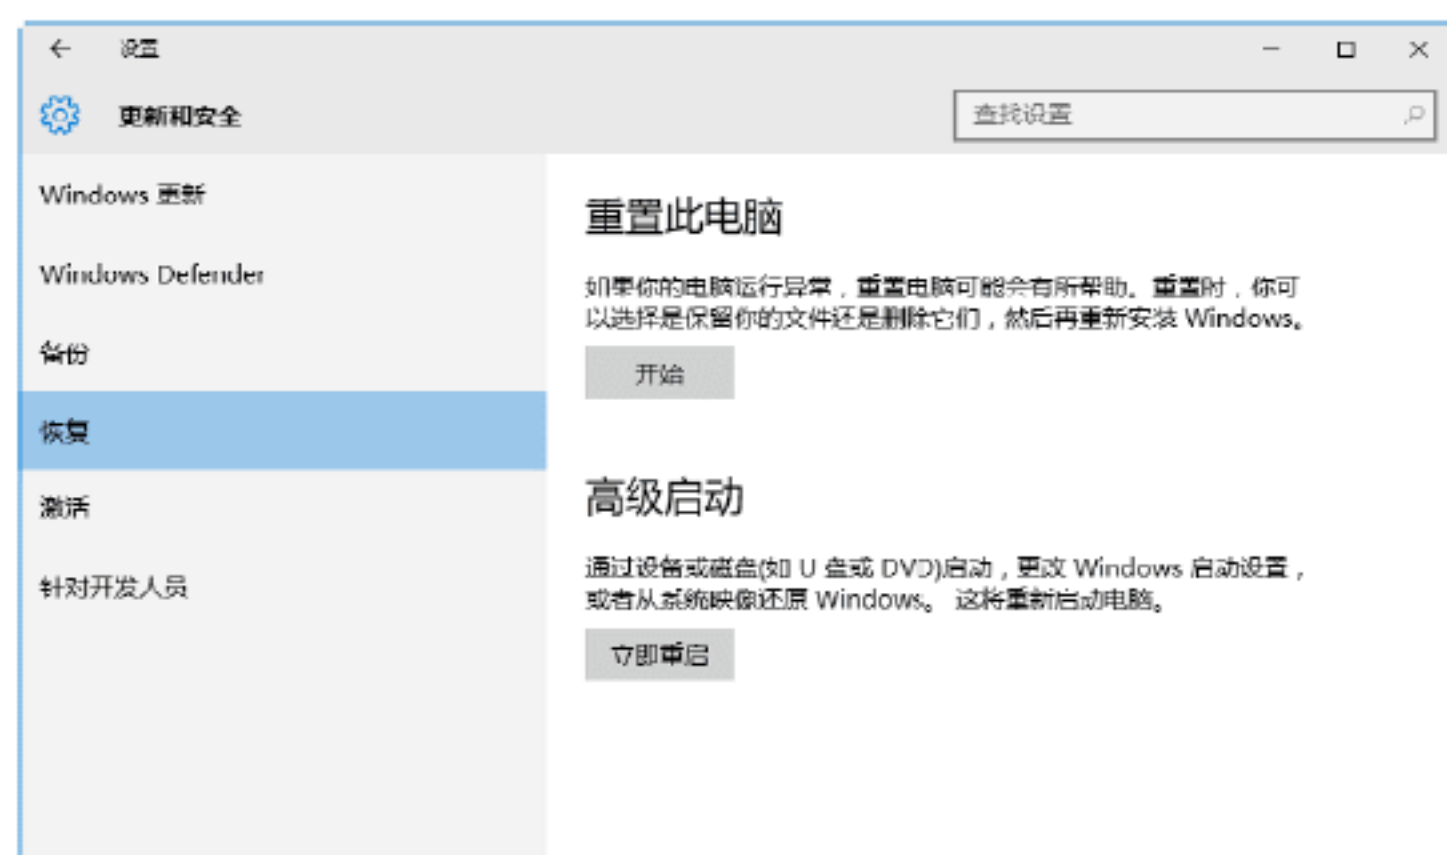 设置
更新和安全
查找设置
Windows 更新
Windows Defender
备份
恢复
激活
针对开发人员
重置此电脑
如果你的电脑运行异常，重置电脑可能会有所帮助。重置时，你可
以选择是保留你的文件还是删除它们，然后再重新安装 Windows。
开始
高级启动
通过设备或磁盘(如 U 盘或 DVD)启动，更改 Windows 启动设置，
或者从系统映像还原 Windows。 这将重新启动电脑。
立即重启